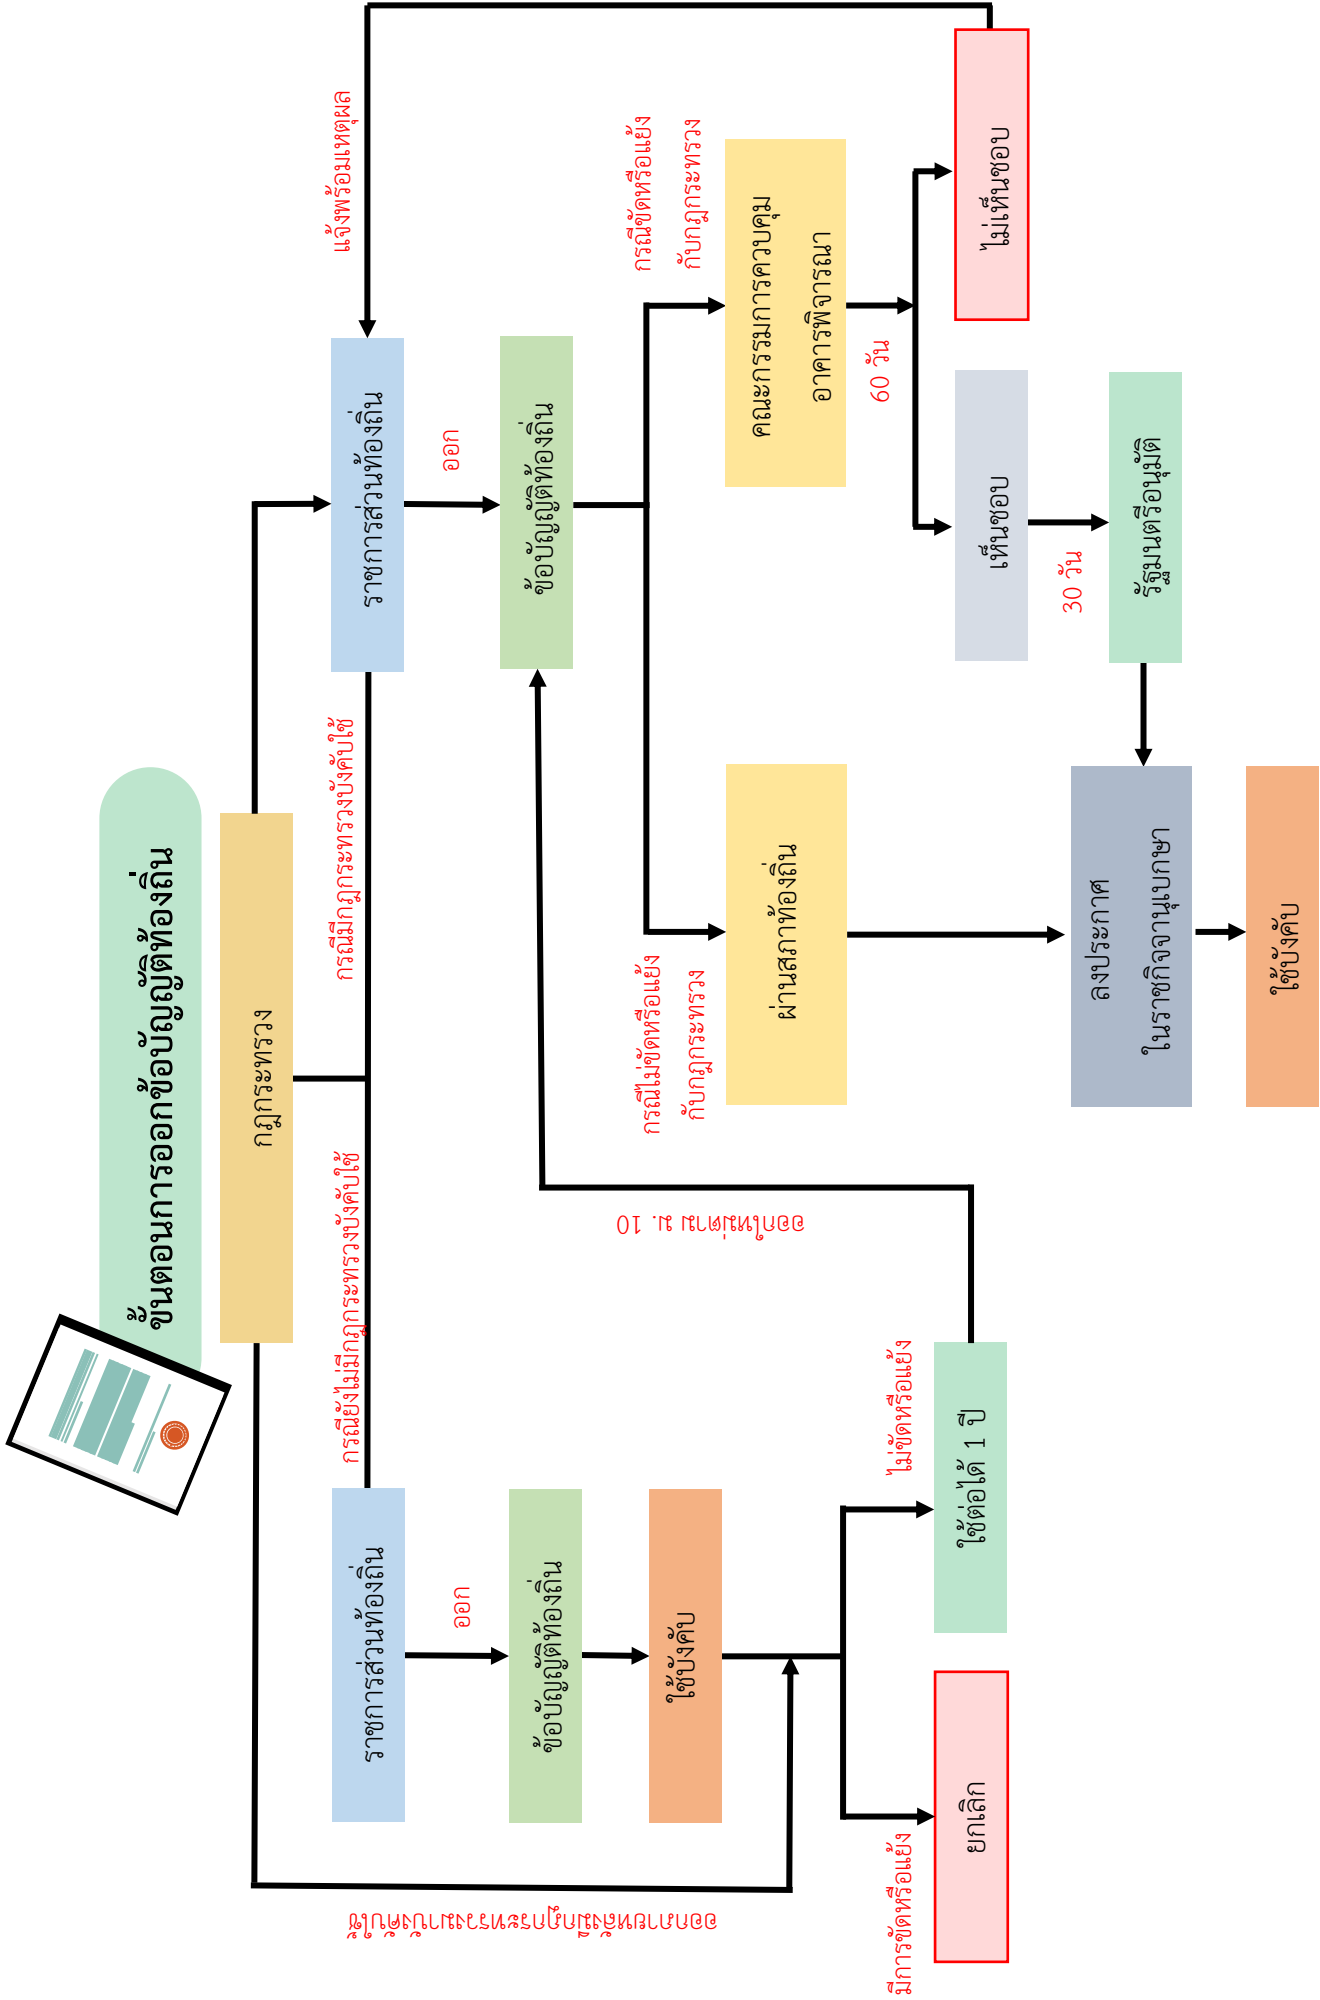 ขั้นตอนการออกข้อบัญญัติท้องถิ่น
กฎกระทรวง
กรณียังไม่มีกฎกระทรวงบังคับใช้
กรณีมีกฎกระทรวงบังคับใช้
แจ้งพร้อมเหตุผล
ราชการส่วนท้องถิ่น
ราชการส่วนท้องถิ่น
ออก
ออก
ข้อบัญญัติท้องถิ่น
ข้อบัญญัติท้องถิ่น
ออกภายหลังมีกฎกระทรวงมาบังคับใช้
ใช้บังคับ
ออกใหม่ตาม ม. 10
กรณีไม่ขัดหรือแย้ง
กับกฎกระทรวง
กรณีขัดหรือแย้ง
กับกฎกระทรวง
ผ่านสภาท้องถิ่น
คณะกรรมการควบคุม
อาคารพิจารณา
60 วัน
มีการขัดหรือแย้ง
ไม่ขัดหรือแย้ง
ยกเลิก
ใช้ต่อได้ 1 ปี
เห็นชอบ
ไม่เห็นชอบ
30 วัน
ลงประกาศ
ในราชกิจจานุเบกษา
รัฐมนตรีอนุมัติ
ใช้บังคับ